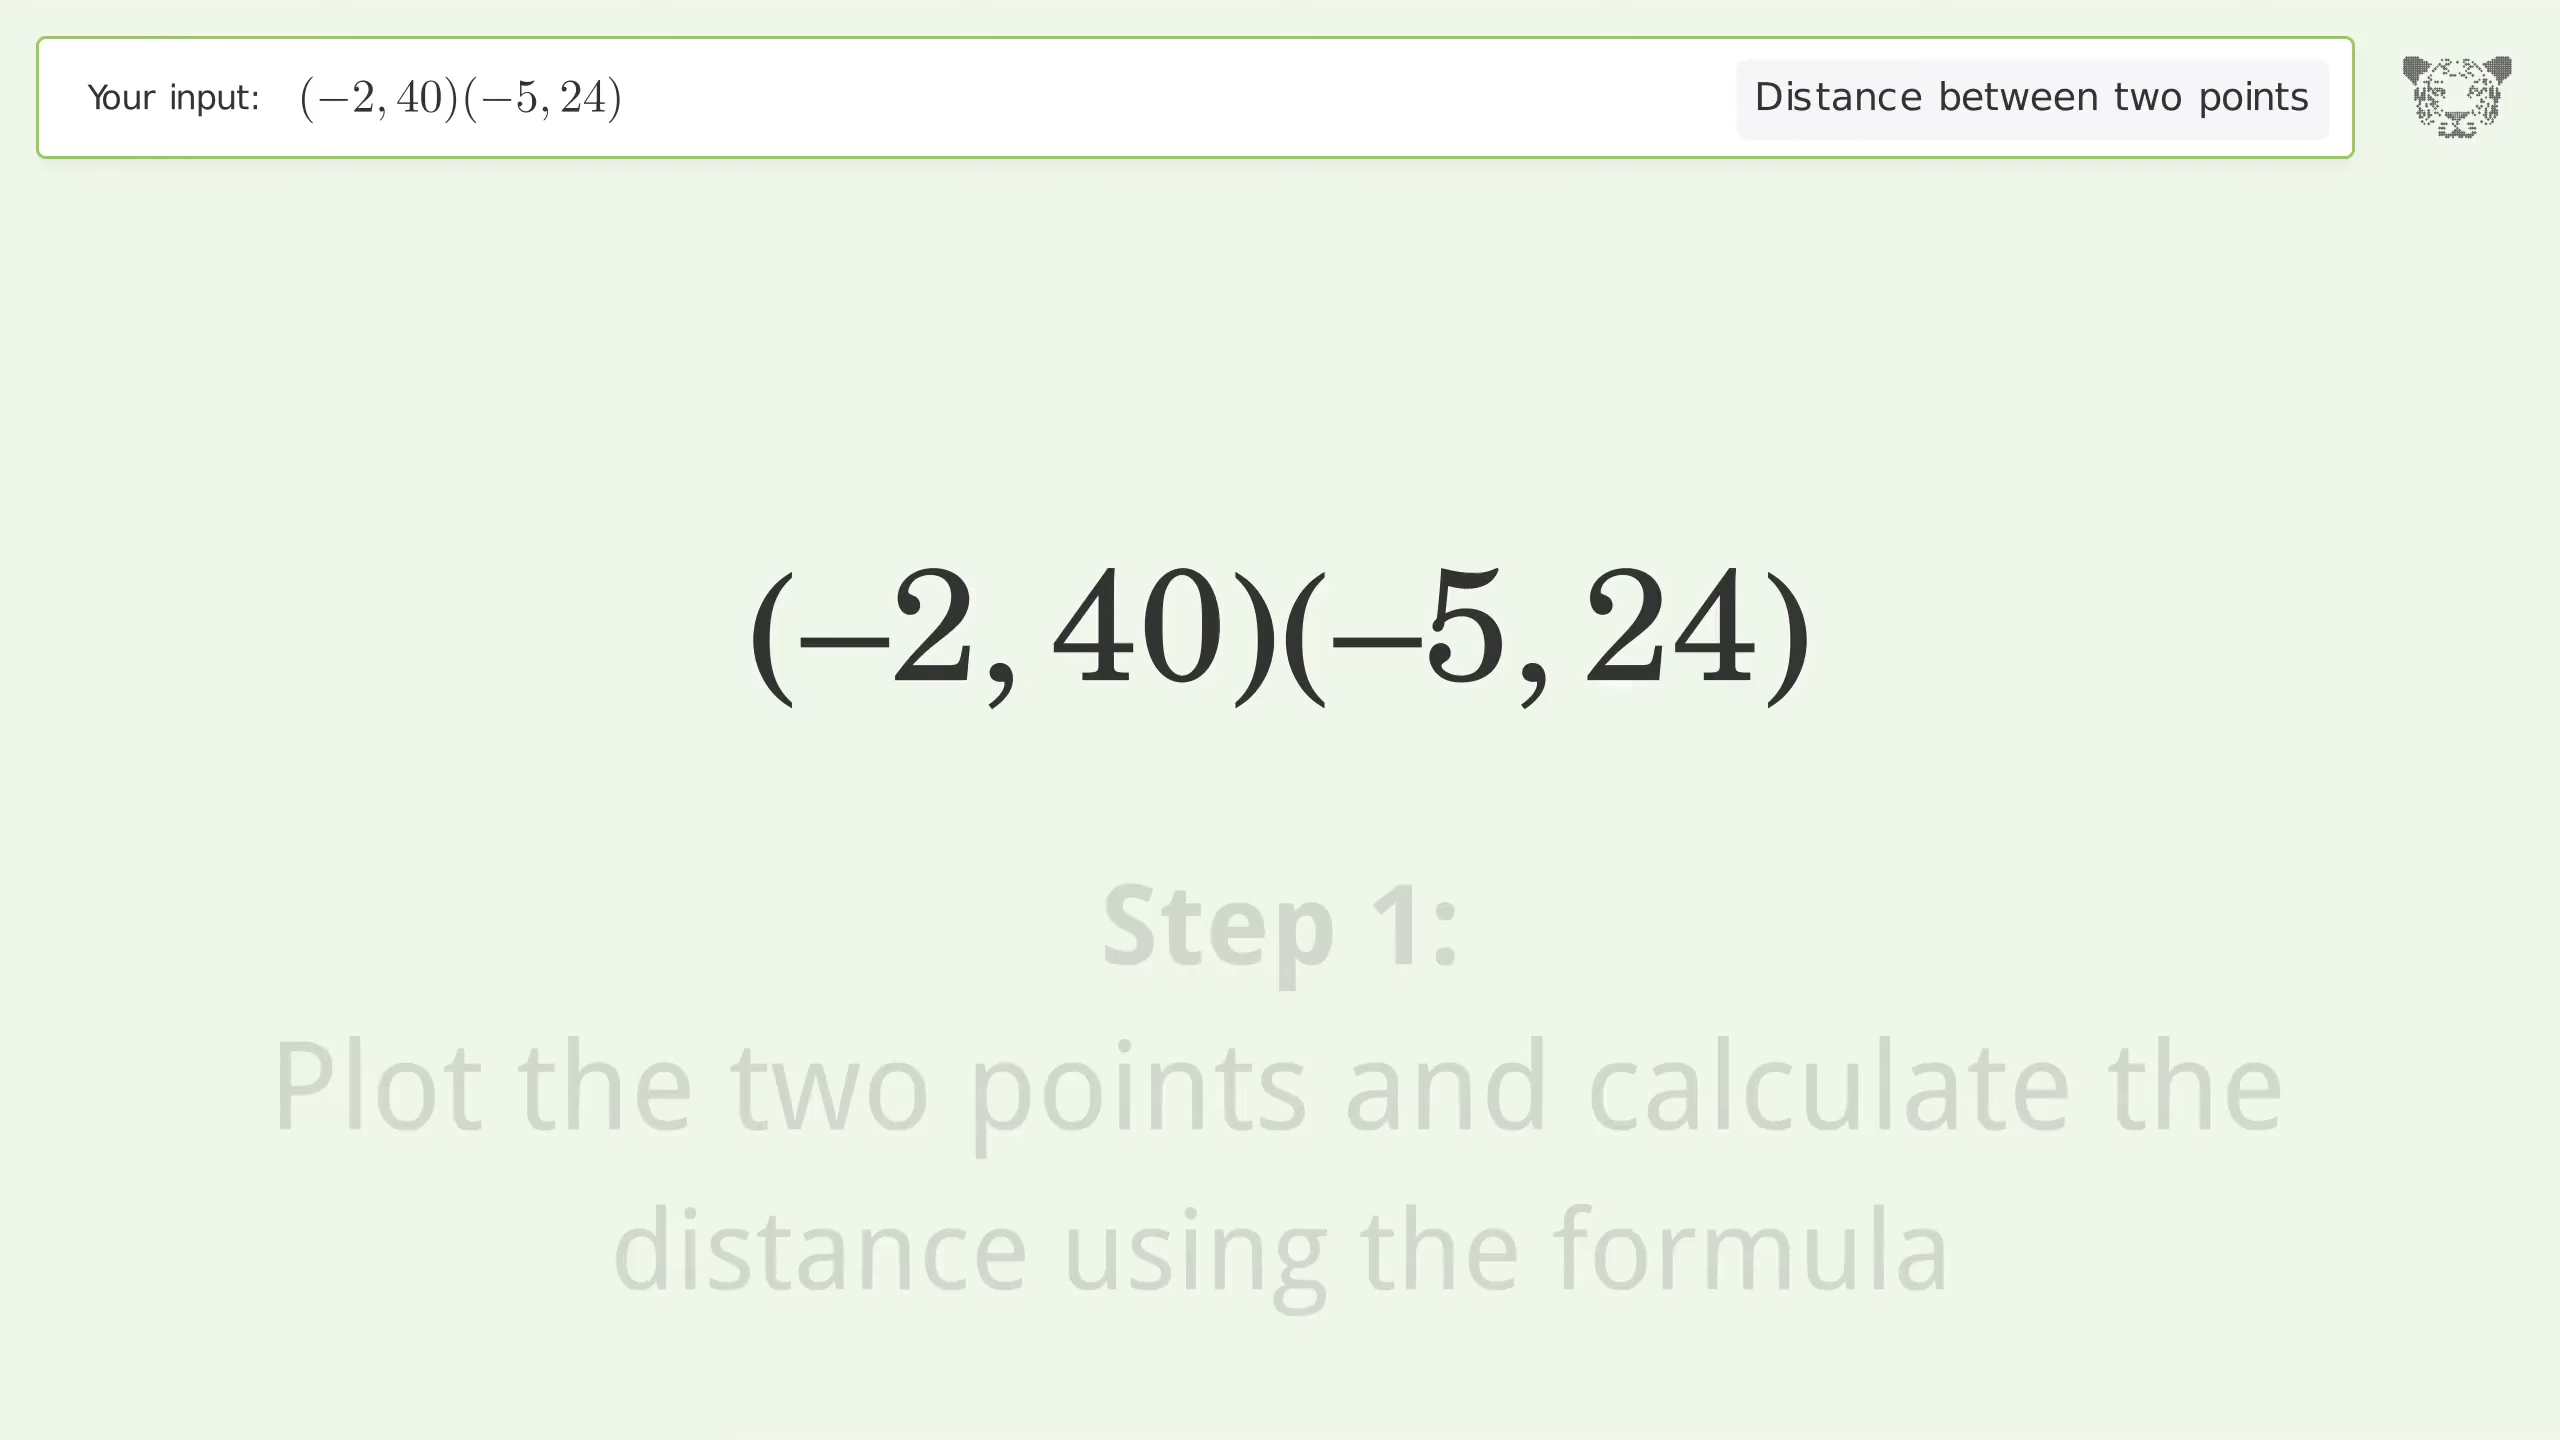 Your input: (−2, 40)(−5, 24) Distance between two points
(−2, 40)(−5, 24)
Step 1:
Plot the two points and calculate the
distance using the formula